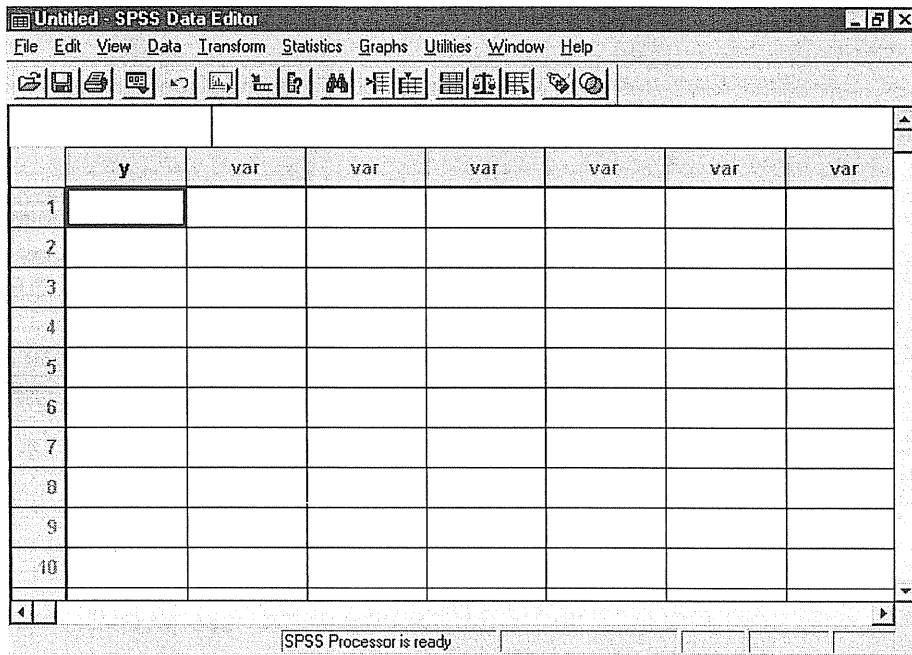 Untitled - SPSS Data Editor
File Edit View Data Transform Statistics Graphs Utilities Window Help
y var var var var var var
1
2
3
4
5
6
7
8
9
10
SPSS Processor is ready